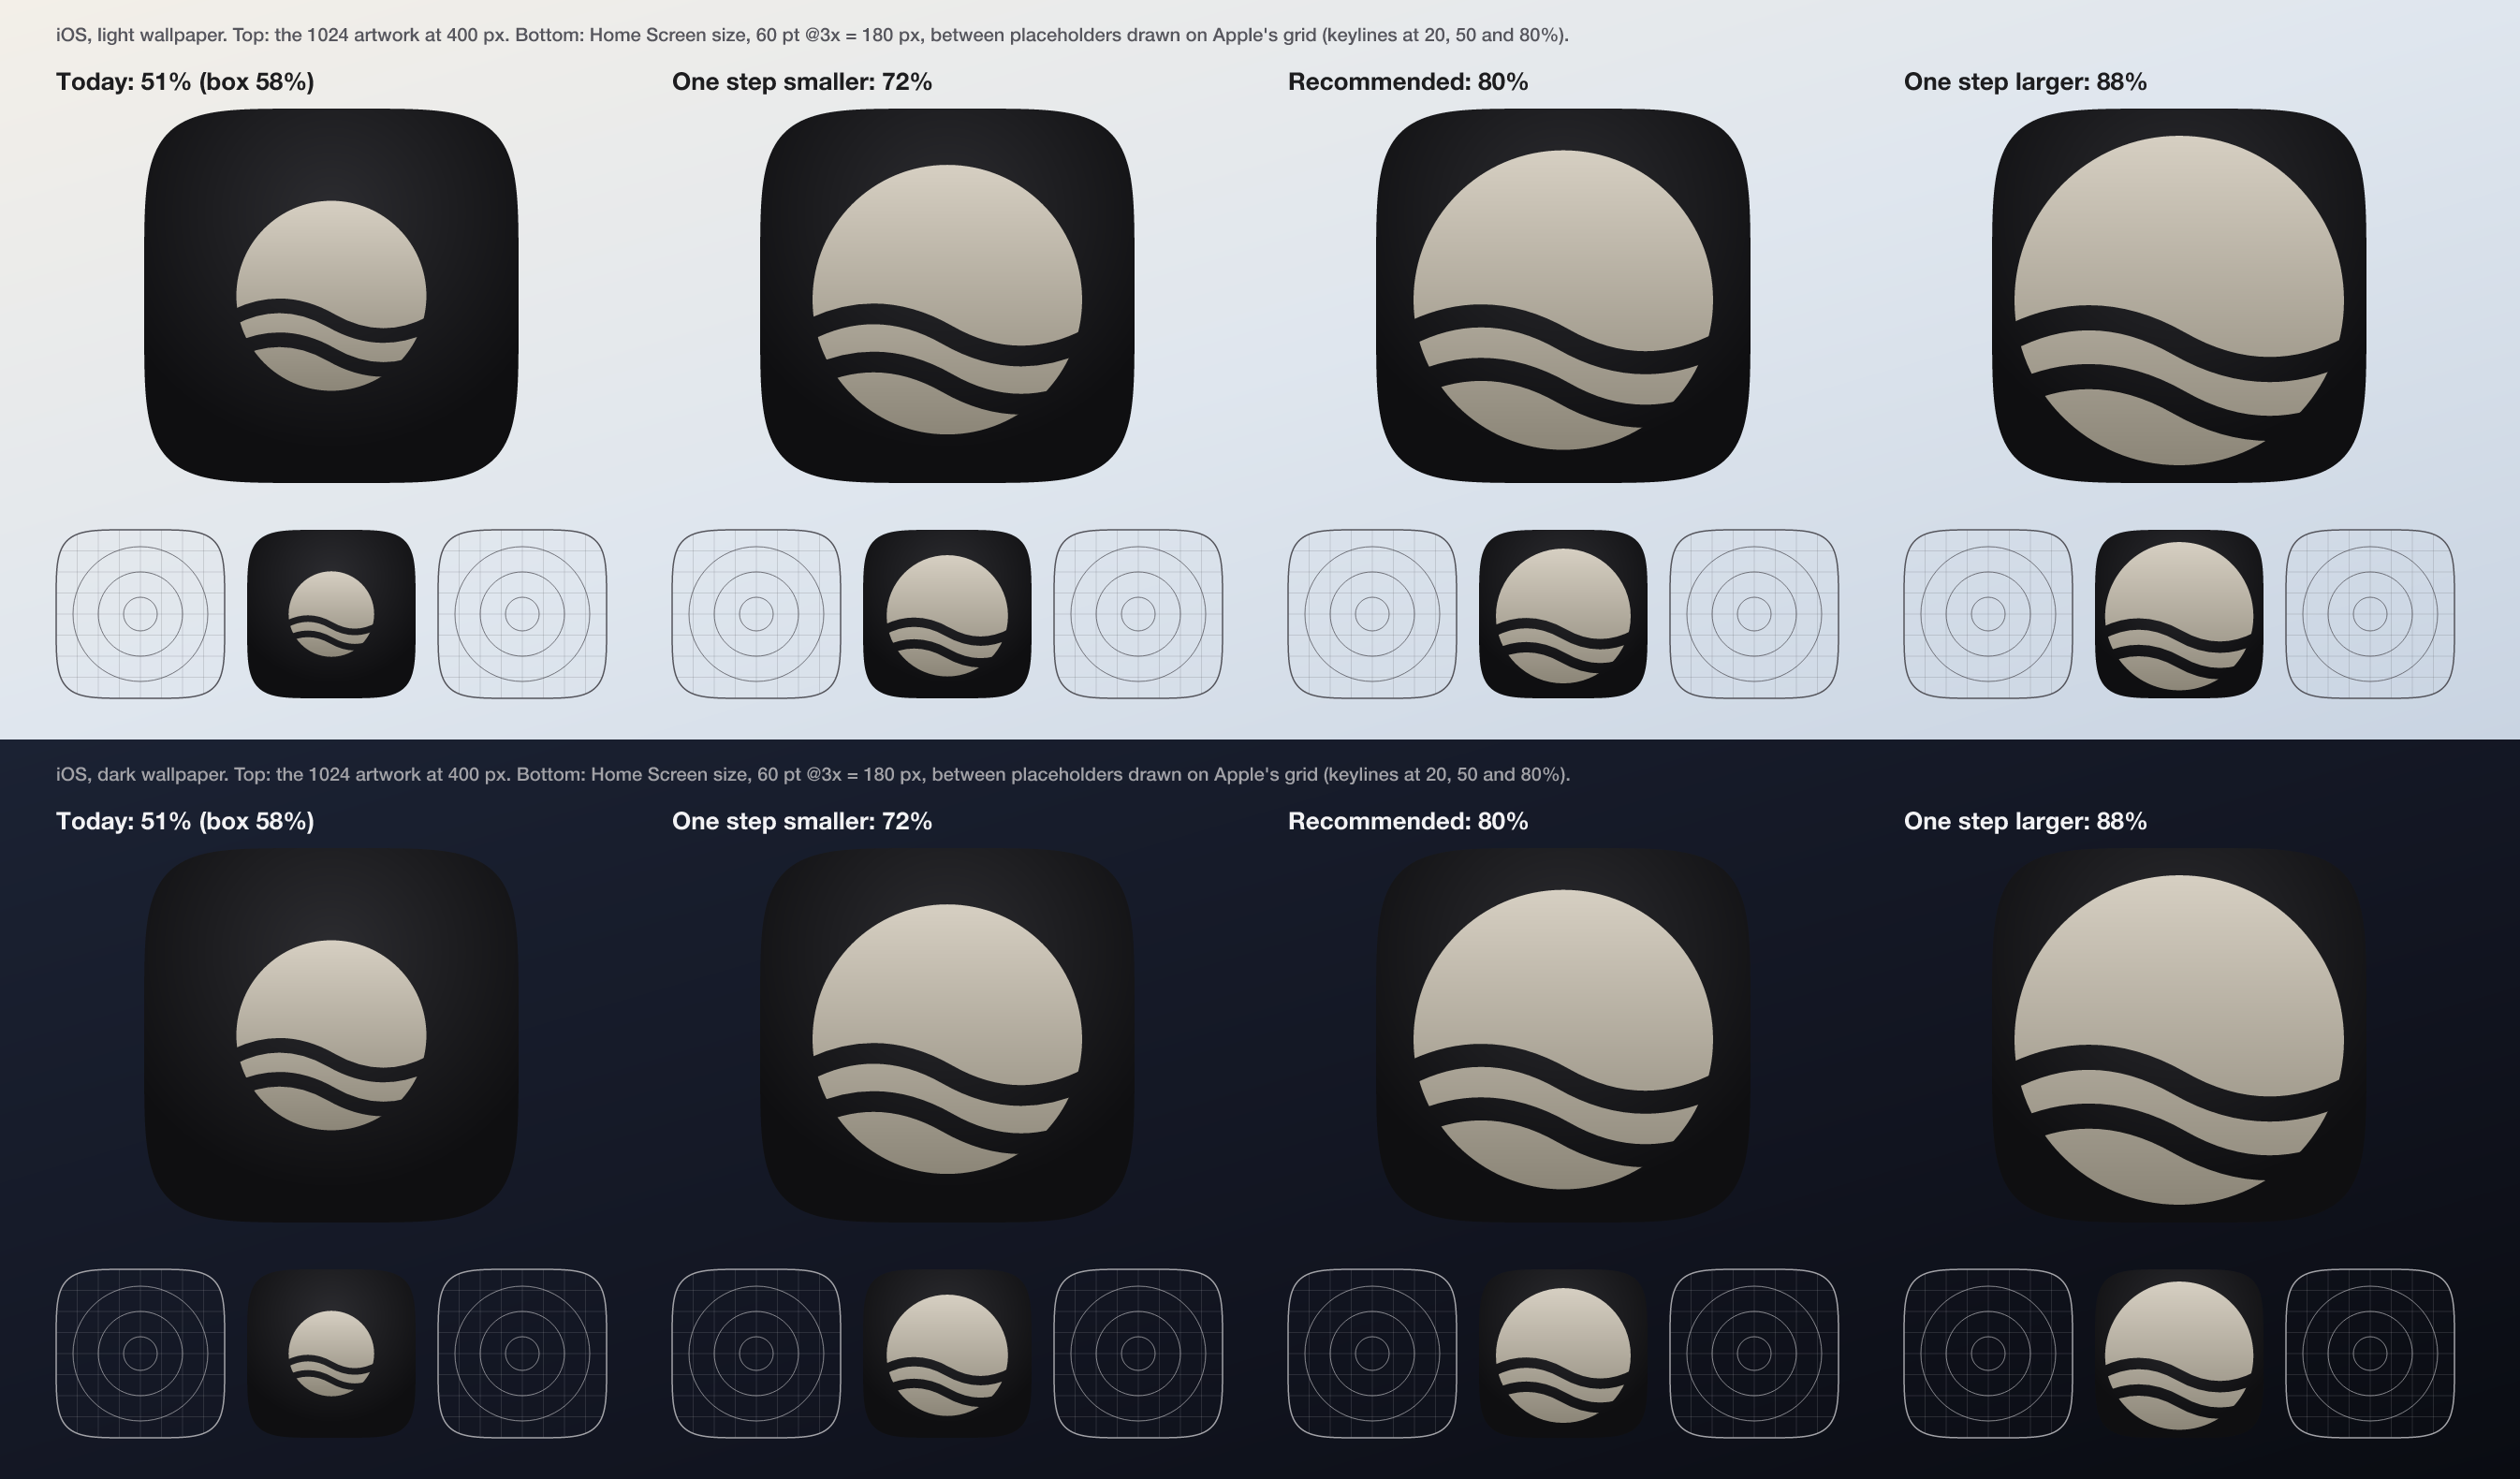 iOS, light wallpaper. Top: the 1024 artwork at 400 px. Bottom: Home Screen size, 60 pt @3x = 180 px, between placeholders drawn on Apple's grid (keylines at 20, 50 and 80%).
Today: 51% (box 58%)
One step smaller: 72%
Recommended: 80%
One step larger: 88%
iOS, dark wallpaper. Top: the 1024 artwork at 400 px. Bottom: Home Screen size, 60 pt @3x = 180 px, between placeholders drawn on Apple's grid (keylines at 20, 50 and 80%).
Today: 51% (box 58%)
One step smaller: 72%
Recommended: 80%
One step larger: 88%